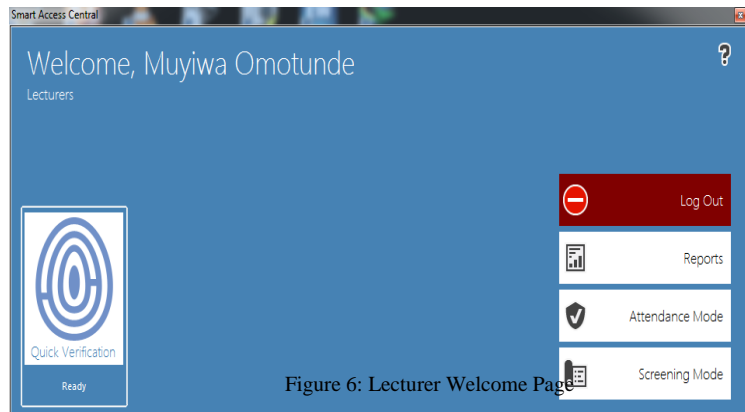 Smart Access Central
Welcome, Muyiwa Omotunde
?
Lecturers
Log Out
Reports
Attendance Mode
Screening Mode
Quick Verification
Ready
Figure 6: Lecturer Welcome Page